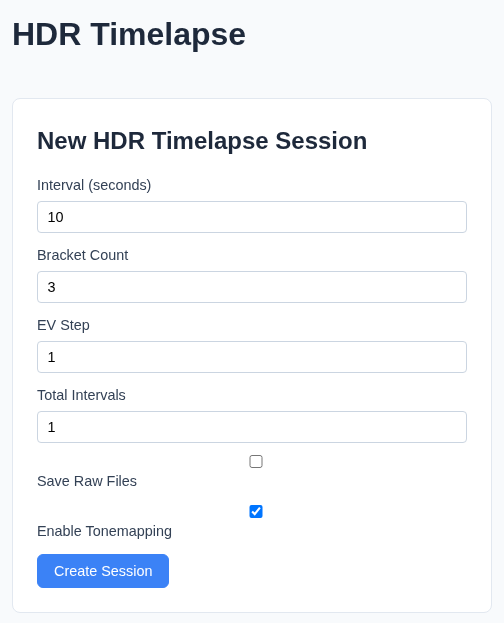 HDR Timelapse
New HDR Timelapse Session
Interval (seconds)
10
Bracket Count
3
EV Step
1
Total Intervals
1
Save Raw Files
Enable Tonemapping
Create Session